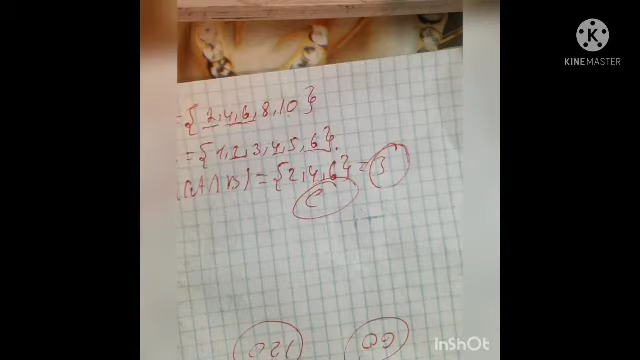 = {2,4,6,8,10}
= {1,2,3,4,5,6}.
(A∩B) = {2,4,6} = 3
C
KINEMASTER
InShOt